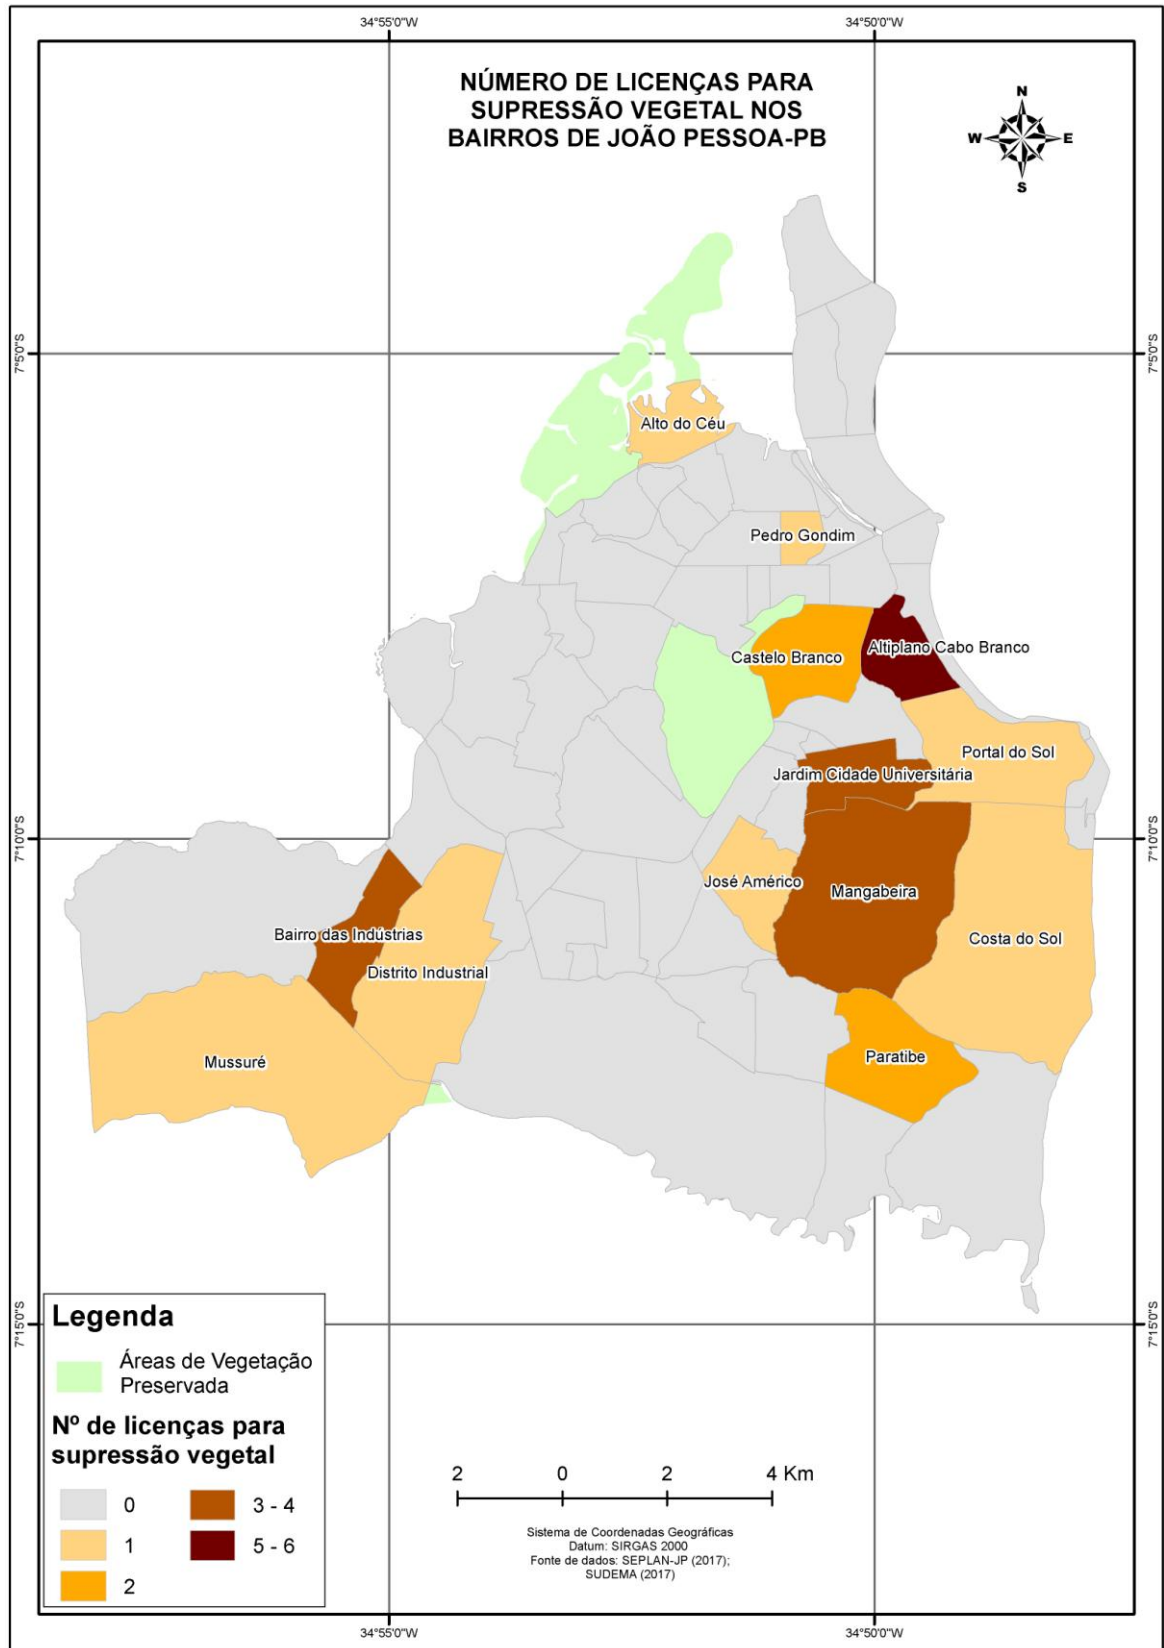 34°55'0"W
34°50'0"W
NÚMERO DE LICENÇAS PARA
SUPRESSÃO VEGETAL NOS
BAIRROS DE JOÃO PESSOA-PB
N
W
E
S
7°5'0"S
7°5'0"S
Alto do Céu
Pedro Gondim
Castelo Branco
Altiplano Cabo Branco
Portal do Sol
Jardim Cidade Universitária
7°10'0"S
7°10'0"S
José Américo
Mangabeira
Bairro das Indústrias
Costa do Sol
Distrito Industrial
Mussuré
Paratibe
7°15'0"S
7°15'0"S
Legenda
Áreas de Vegetação
Preservada
Nº de licenças para
supressão vegetal
0
3 - 4
1
5 - 6
2
2 0 2 4 Km
Sistema de Coordenadas Geográficas
Datum: SIRGAS 2000
Fonte de dados: SEPLAN-JP (2017);
SUDEMA (2017)
34°55'0"W
34°50'0"W